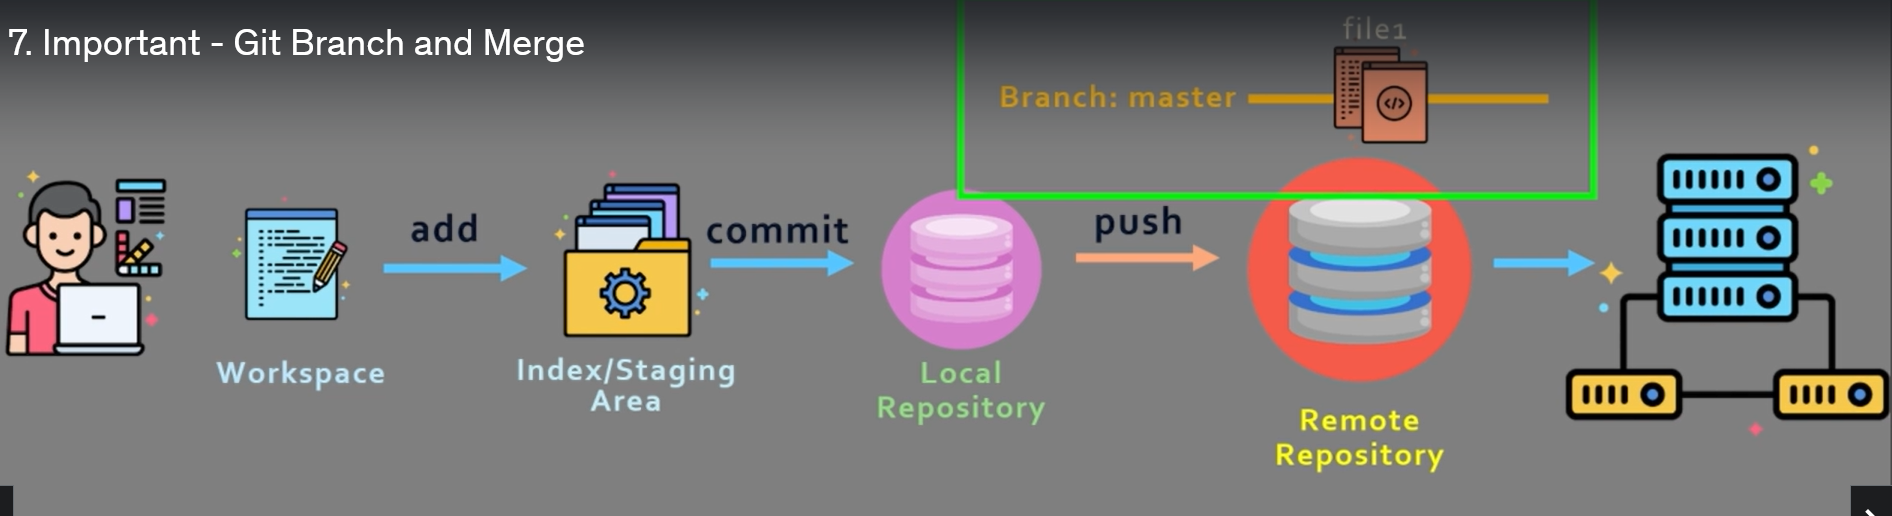 7. Important - Git Branch and Merge
file1
Branch: master
</>
add
commit
push
Workspace
Index/Staging
Area
Local
Repository
Remote
Repository